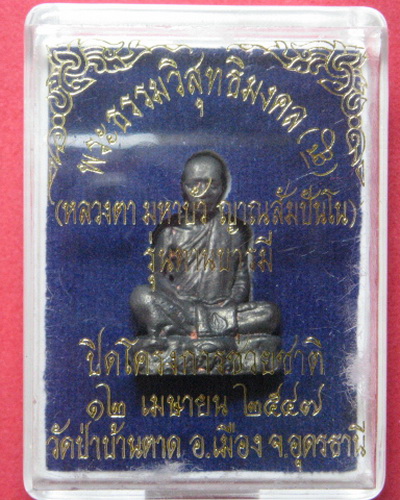 พระธรรมวิสุทธิมงคล
(หลวงตา มหาบัว ญาณสัมปันโน)
รุ่นทานบารมี
ปิดโครงการช่วยชาติ
๑๒ เมษายน ๒๕๔๗
วัดป่าบ้านตาด อ.เมือง จ.อุดรธานี